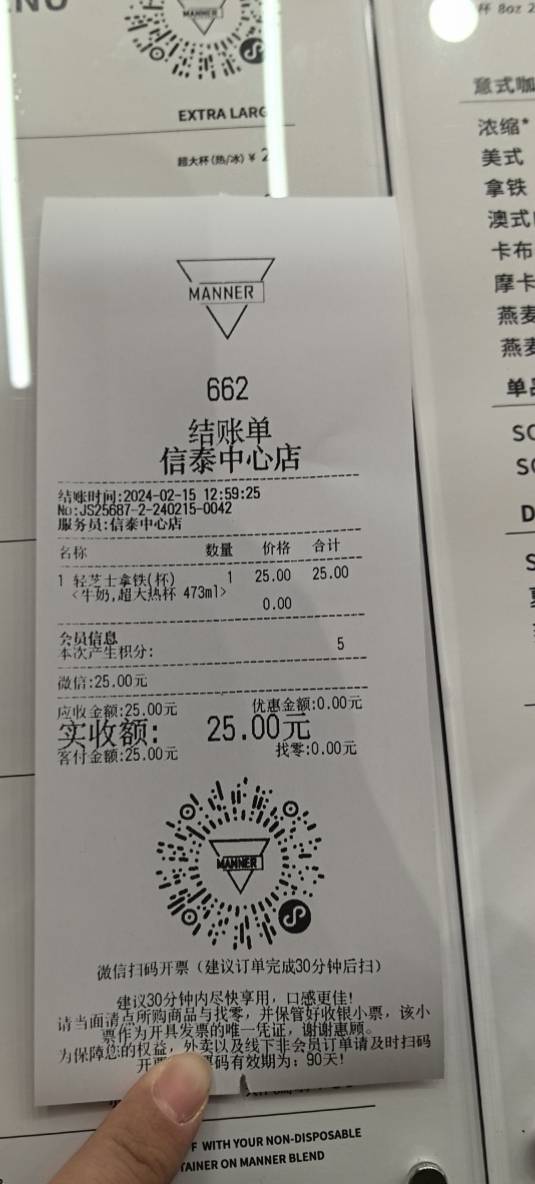 NU
MANNER
EXTRA LARG
超大杯(热/冰) ¥ 2
杯 8oz 2
意式咖
浓缩*
美式
拿铁
澳式
卡布
摩卡
燕麦
燕麦
单品
SO
SO
D
S
MANNER
662
结账单
信泰中心店
结账时间:2024-02-15 12:59:25
No:JS25687-2-240215-0042
服务员:信泰中心店
名称 数量 价格 合计
1 轻芝士拿铁(杯) 1 25.00 25.00
<牛奶,超大热杯 473ml> 0.00
会员信息
本次产生积分: 5
微信:25.00元
应收金额:25.00元 优惠金额:0.00元
实收额: 25.00元
客付金额:25.00元 找零:0.00元
MANNER
微信扫码开票（建议订单完成30分钟后扫）
建议30分钟内尽快享用，口感更佳!
请当面清点所购商品与找零，并保管好收银小票，该小
票作为开具发票的唯一凭证，谢谢惠顾。
为保障您的权益，外卖以及线下非会员订单请及时扫码
开 码有效期为：90天!
F WITH YOUR NON-DISPOSABLE
TAINER ON MANNER BLEND